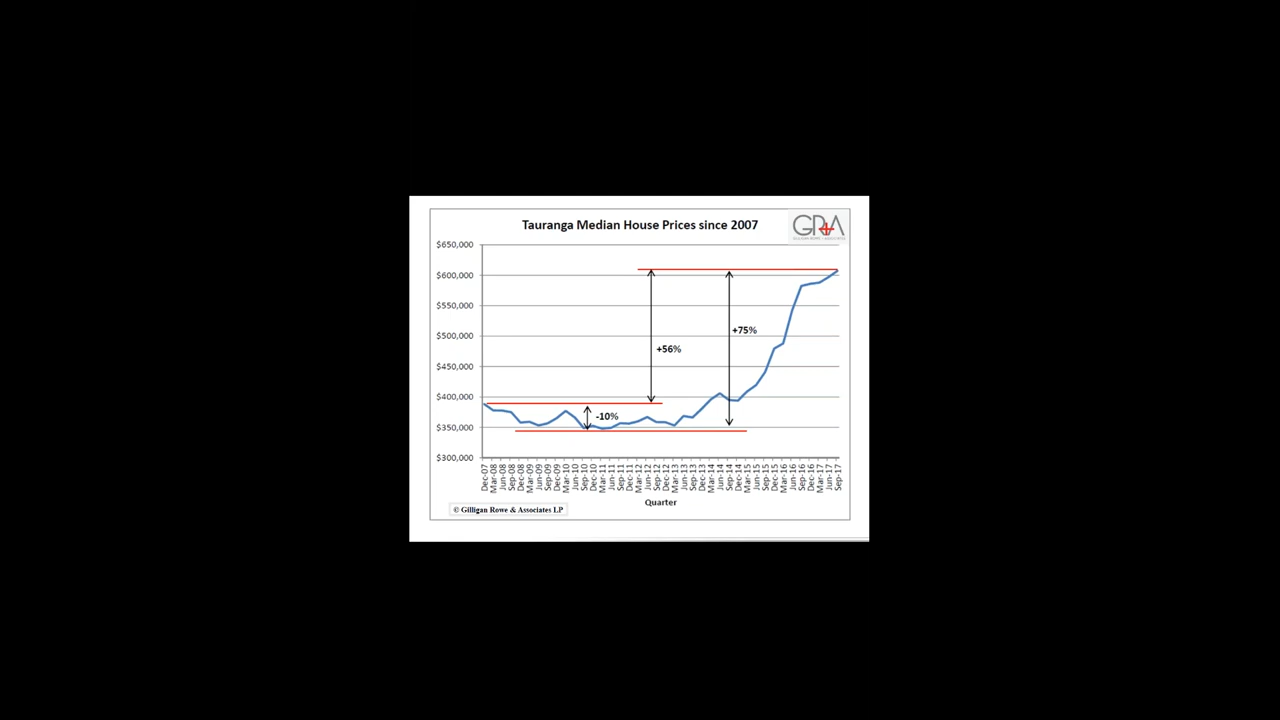 Tauranga Median House Prices since 2007
GRA
$650,000
$600,000
$550,000
$500,000
$450,000
$400,000
$350,000
$300,000
+56%
+75%
-10%
Dec-07
Mar-08
Jun-08
Sep-08
Dec-08
Mar-09
Jun-09
Sep-09
Dec-09
Mar-10
Jun-10
Sep-10
Dec-10
Mar-11
Jun-11
Sep-11
Dec-11
Mar-12
Jun-12
Sep-12
Dec-12
Mar-13
Jun-13
Sep-13
Dec-13
Mar-14
Jun-14
Sep-14
Dec-14
Mar-15
Jun-15
Sep-15
Dec-15
Mar-16
Jun-16
Sep-16
Dec-16
Mar-17
Jun-17
Sep-17
Quarter
© Gilligan Rowe & Associates LP